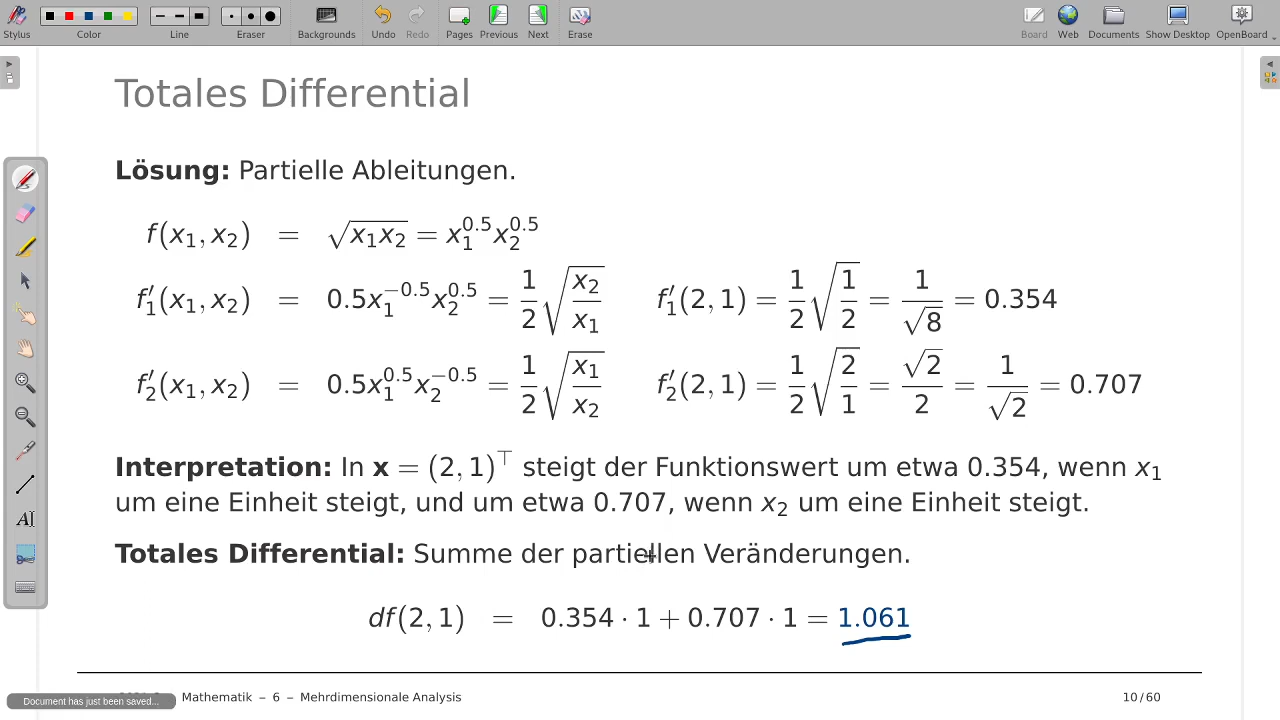 Stylus Color Line Eraser Backgrounds Undo Redo Pages Previous Next Erase Board Web Documents Show Desktop OpenBoard
Totales Differential
Lösung: Partielle Ableitungen.
f(x₁, x₂) = √(x₁x₂) = x₁^0.5 x₂^0.5
f₁′(x₁, x₂) = 0.5x₁^−0.5 x₂^0.5 = 1/2 √(x₂/x₁) f₁′(2, 1) = 1/2 √(1/2) = 1/√8 = 0.354
f₂′(x₁, x₂) = 0.5x₁^0.5 x₂^−0.5 = 1/2 √(x₁/x₂) f₂′(2, 1) = 1/2 √(2/1) = √2/2 = 1/√2 = 0.707
Interpretation: In x = (2, 1)^⊤ steigt der Funktionswert um etwa 0.354, wenn x₁
um eine Einheit steigt, und um etwa 0.707, wenn x₂ um eine Einheit steigt.
Totales Differential: Summe der partiellen Veränderungen.
df(2, 1) = 0.354 · 1 + 0.707 · 1 = 1.061
Mathematik – 6 – Mehrdimensionale Analysis 10/60
Document has just been saved...